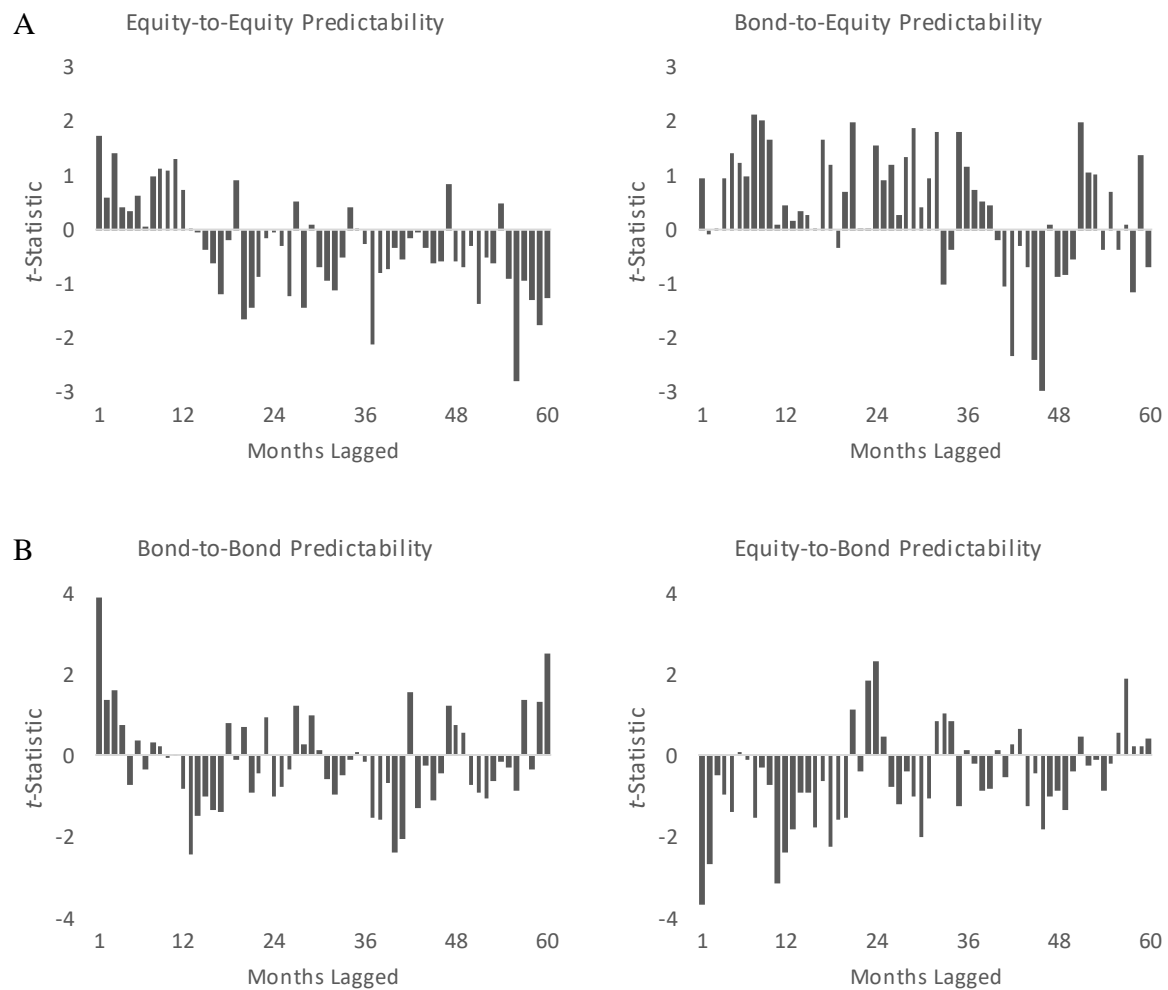 A
Equity-to-Equity Predictability
3
2
1
0
-1
-2
-3
t-Statistic
1 12 24 36 48 60
Months Lagged
Bond-to-Equity Predictability
3
2
1
0
-1
-2
-3
t-Statistic
1 12 24 36 48 60
Months Lagged
B
Bond-to-Bond Predictability
4
2
0
-2
-4
t-Statistic
1 12 24 36 48 60
Months Lagged
Equity-to-Bond Predictability
4
2
0
-2
-4
t-Statistic
1 12 24 36 48 60
Months Lagged